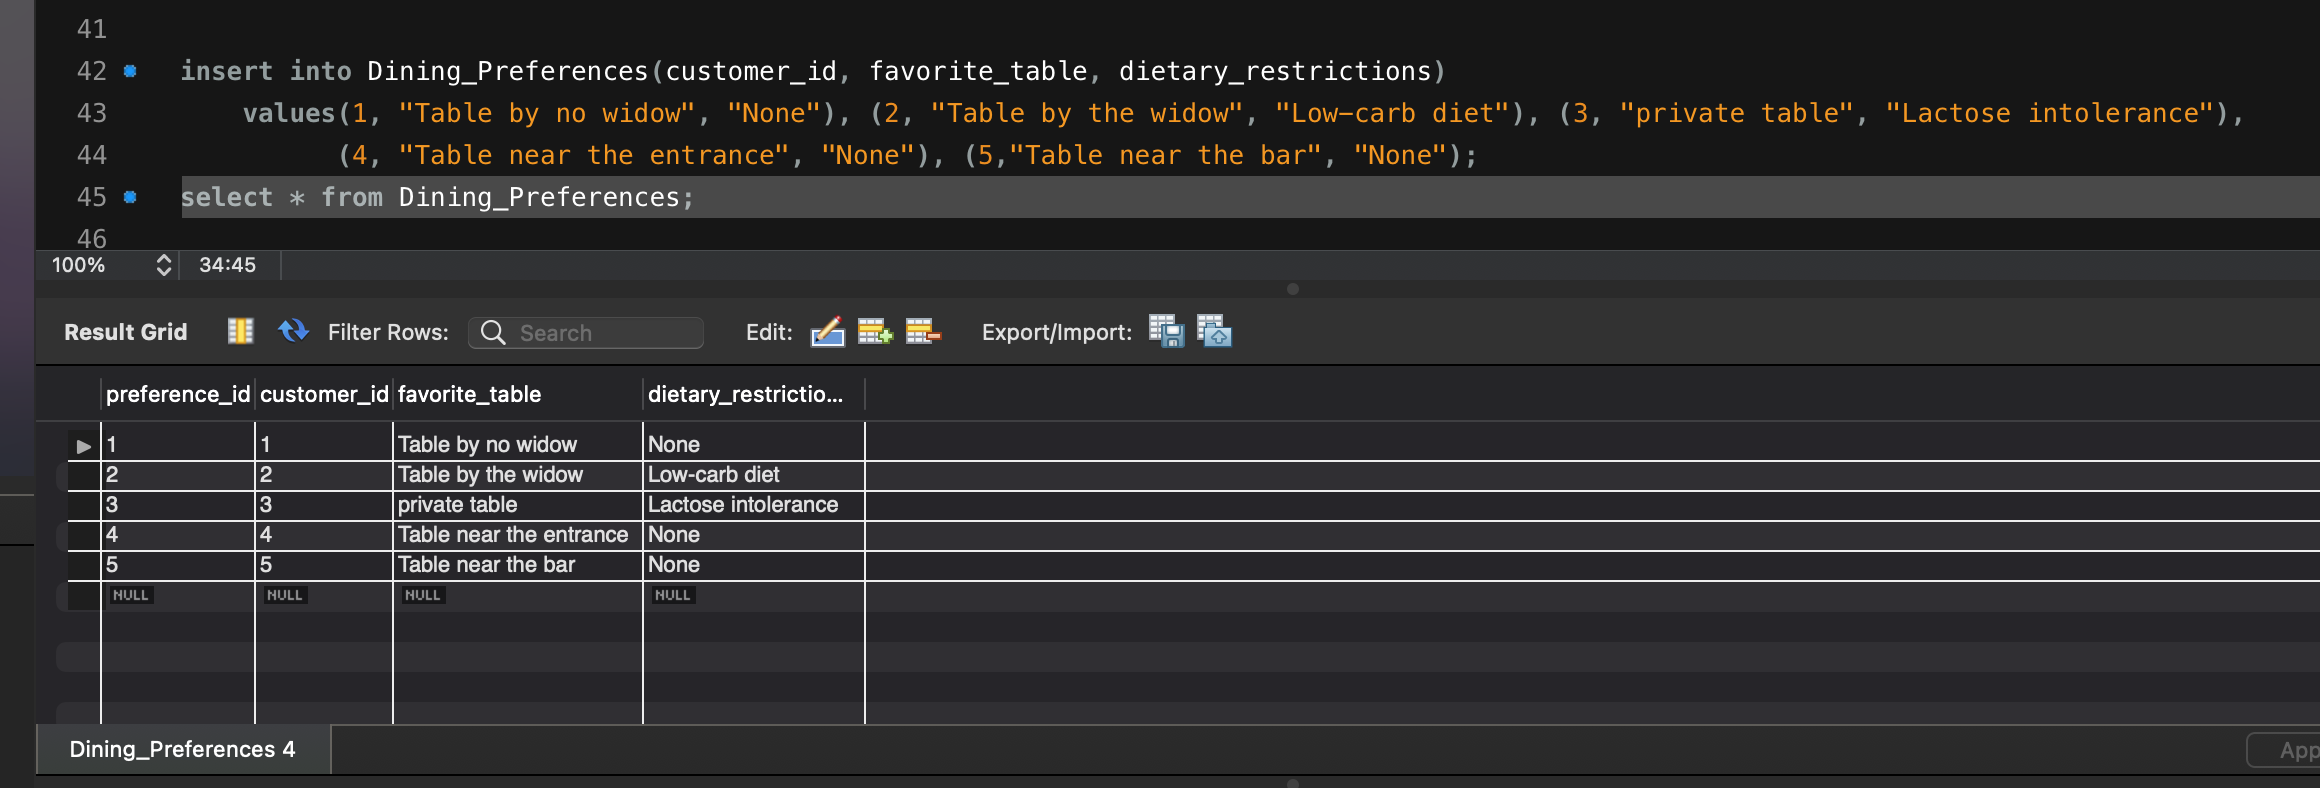 41
42 insert into Dining_Preferences(customer_id, favorite_table, dietary_restrictions)
43 values(1, "Table by no widow", "None"), (2, "Table by the widow", "Low-carb diet"), (3, "private table", "Lactose intolerance"),
44 (4, "Table near the entrance", "None"), (5,"Table near the bar", "None");
45 select * from Dining_Preferences;
46
100% 34:45
Result Grid Filter Rows: Search Edit: Export/Import:
preference_id customer_id favorite_table dietary_restrictio...
1 1 Table by no widow None
2 2 Table by the widow Low-carb diet
3 3 private table Lactose intolerance
4 4 Table near the entrance None
5 5 Table near the bar None
NULL NULL NULL NULL
Dining_Preferences 4 App